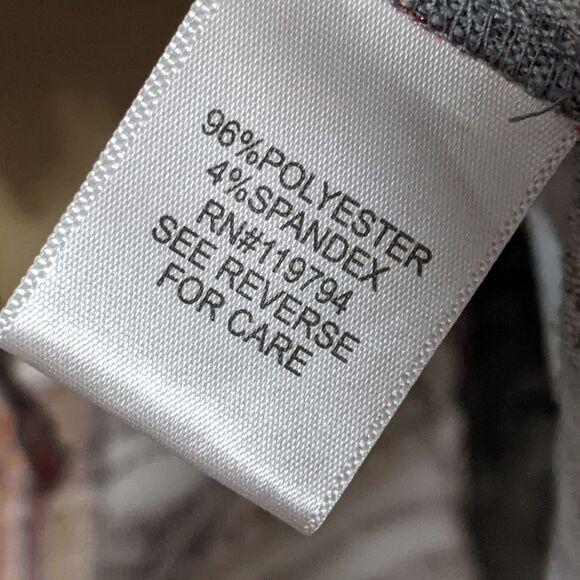 96%POLYESTER
4%SPANDEX
RN#119794
SEE REVERSE
FOR CARE